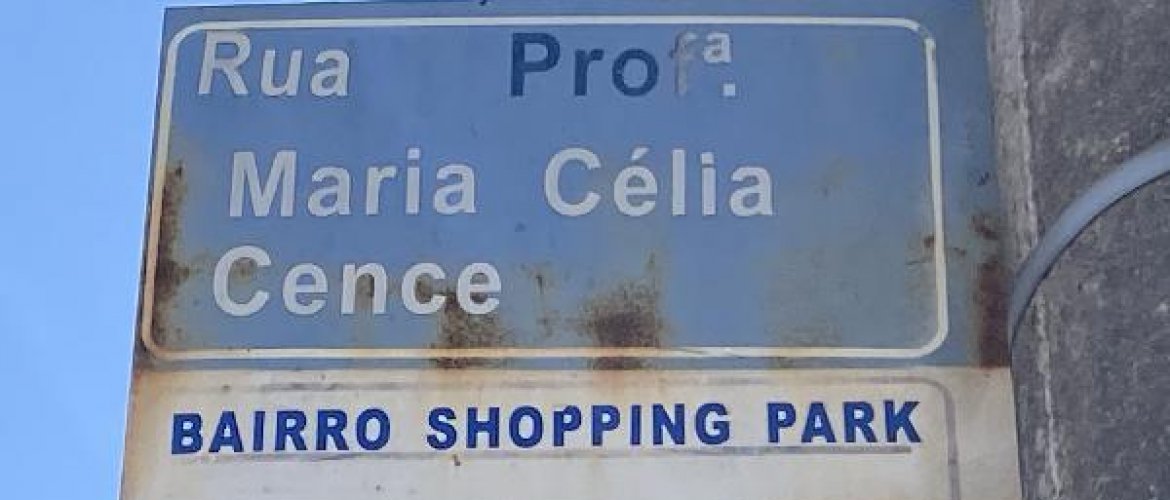 Rua Profª.
Maria Célia
Cence
BAIRRO SHOPPING PARK